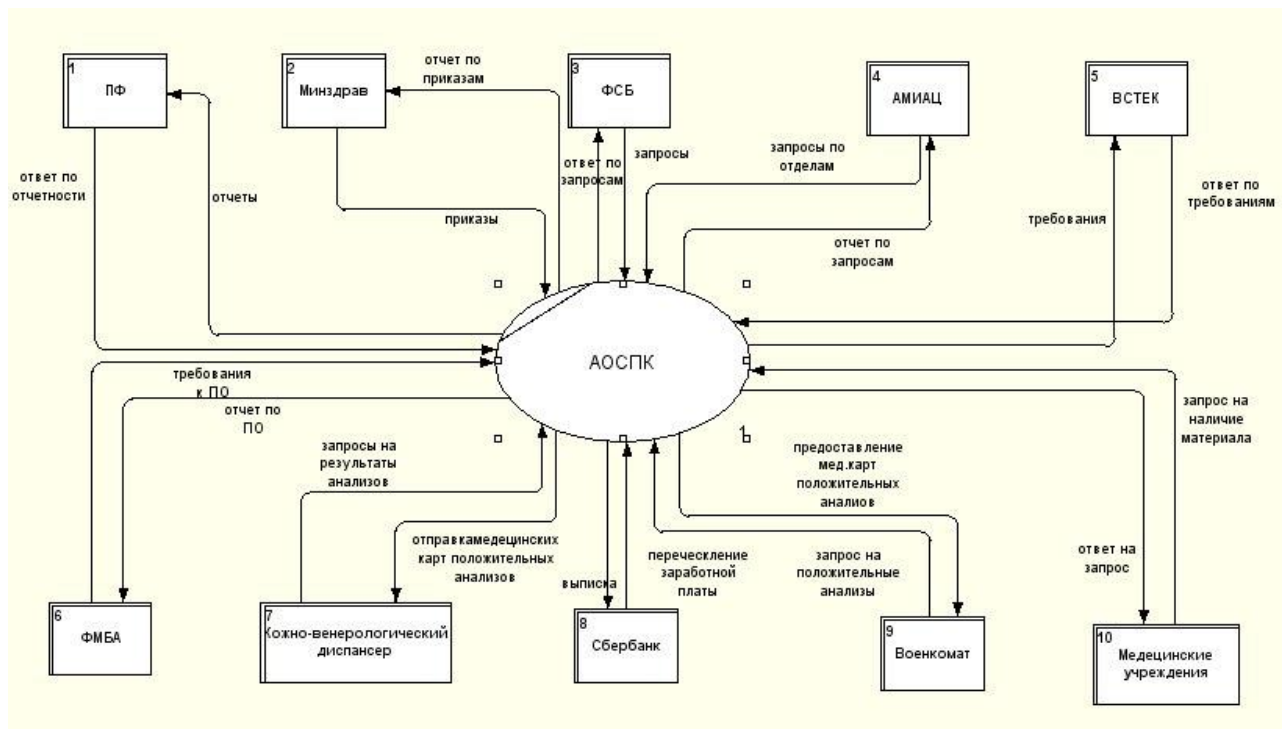 1
ПФ
2
Минздрав
отчет по
приказам
3
ФСБ
4
АМИАЦ
5
ВСТЕК
ответ по
отчетности
отчеты
приказы
ответ по
запросам
запросы
запросы по
отделам
отчет по
запросам
требования
ответ по
требованиям
АОСПК
1
требования
к ПО
отчет по
ПО
запросы на
результаты
анализов
отправкамедецинских
карт положительных
анализов
выписка
переческление
заработной
платы
предоставление
мед.карт
положительных
аналиов
запрос на
положительные
анализы
запрос на
наличие
материала
ответ на
запрос
6
ФМБА
7
Кожно-венерологический
диспансер
8
Сбербанк
9
Военкомат
10
Медецинские
учреждения